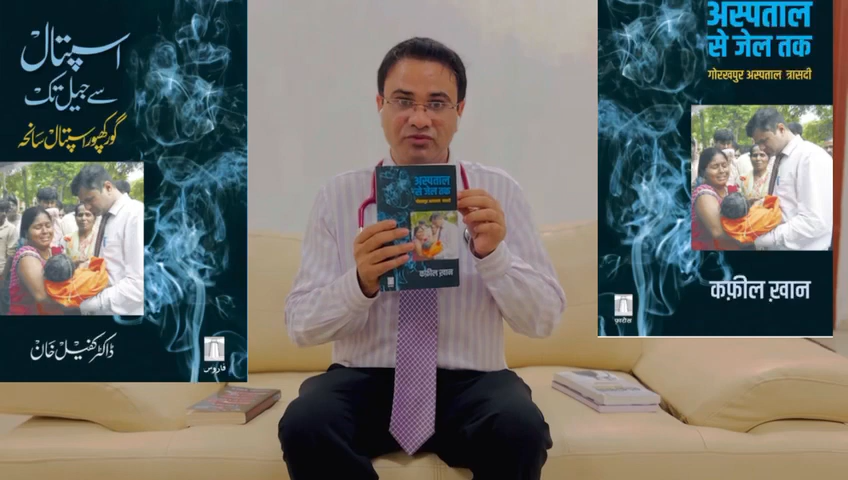 اسپتال
سے جیل تک
گورکھپور اسپتال سانحہ
ڈاکٹر کفیل خان
فاروس
अस्पताल
से जेल तक
कफ़ील ख़ान
अस्पताल
से जेल तक
गोरखपुर अस्पताल त्रासदी
कफ़ील ख़ान
फ़ारोस